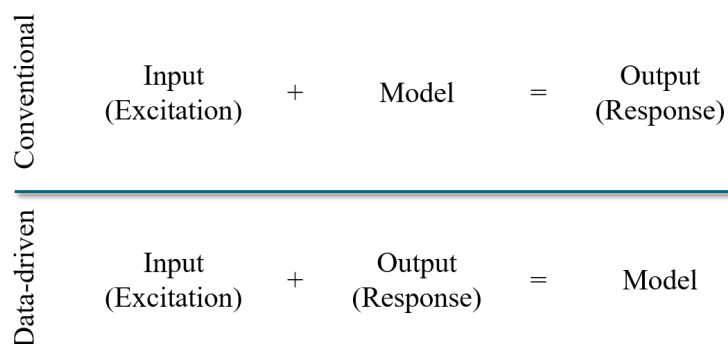 Conventional
Input
(Excitation)
+
Model
=
Output
(Response)
Data-driven
Input
(Excitation)
+
Output
(Response)
=
Model